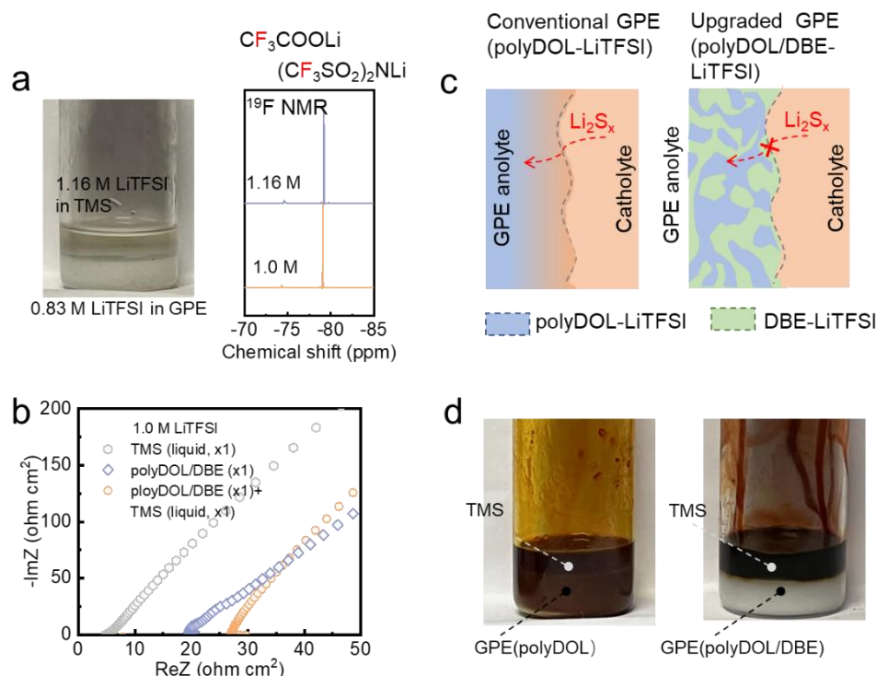 a
CF₃COOLi
(CF₃SO₂)₂NLi
1.16 M LiTFSI
in TMS
0.83 M LiTFSI in GPE
¹⁹F NMR
1.16 M
1.0 M
-70 -75 -80 -85
Chemical shift (ppm)
b
200
150
100
50
0
-ImZ (ohm cm²)
1.0 M LiTFSI
TMS (liquid, x1)
polyDOL/DBE (x1)
ployDOL/DBE (x1)+
TMS (liquid, x1)
0 10 20 30 40 50
ReZ (ohm cm²)
c
Conventional GPE
(polyDOL-LiTFSI)
Upgraded GPE
(polyDOL/DBE-
LiTFSI)
GPE anolyte
Li₂Sₓ
Catholyte
GPE anolyte
Li₂Sₓ
Catholyte
polyDOL-LiTFSI
DBE-LiTFSI
d
TMS
GPE(polyDOL)
TMS
GPE(polyDOL/DBE)